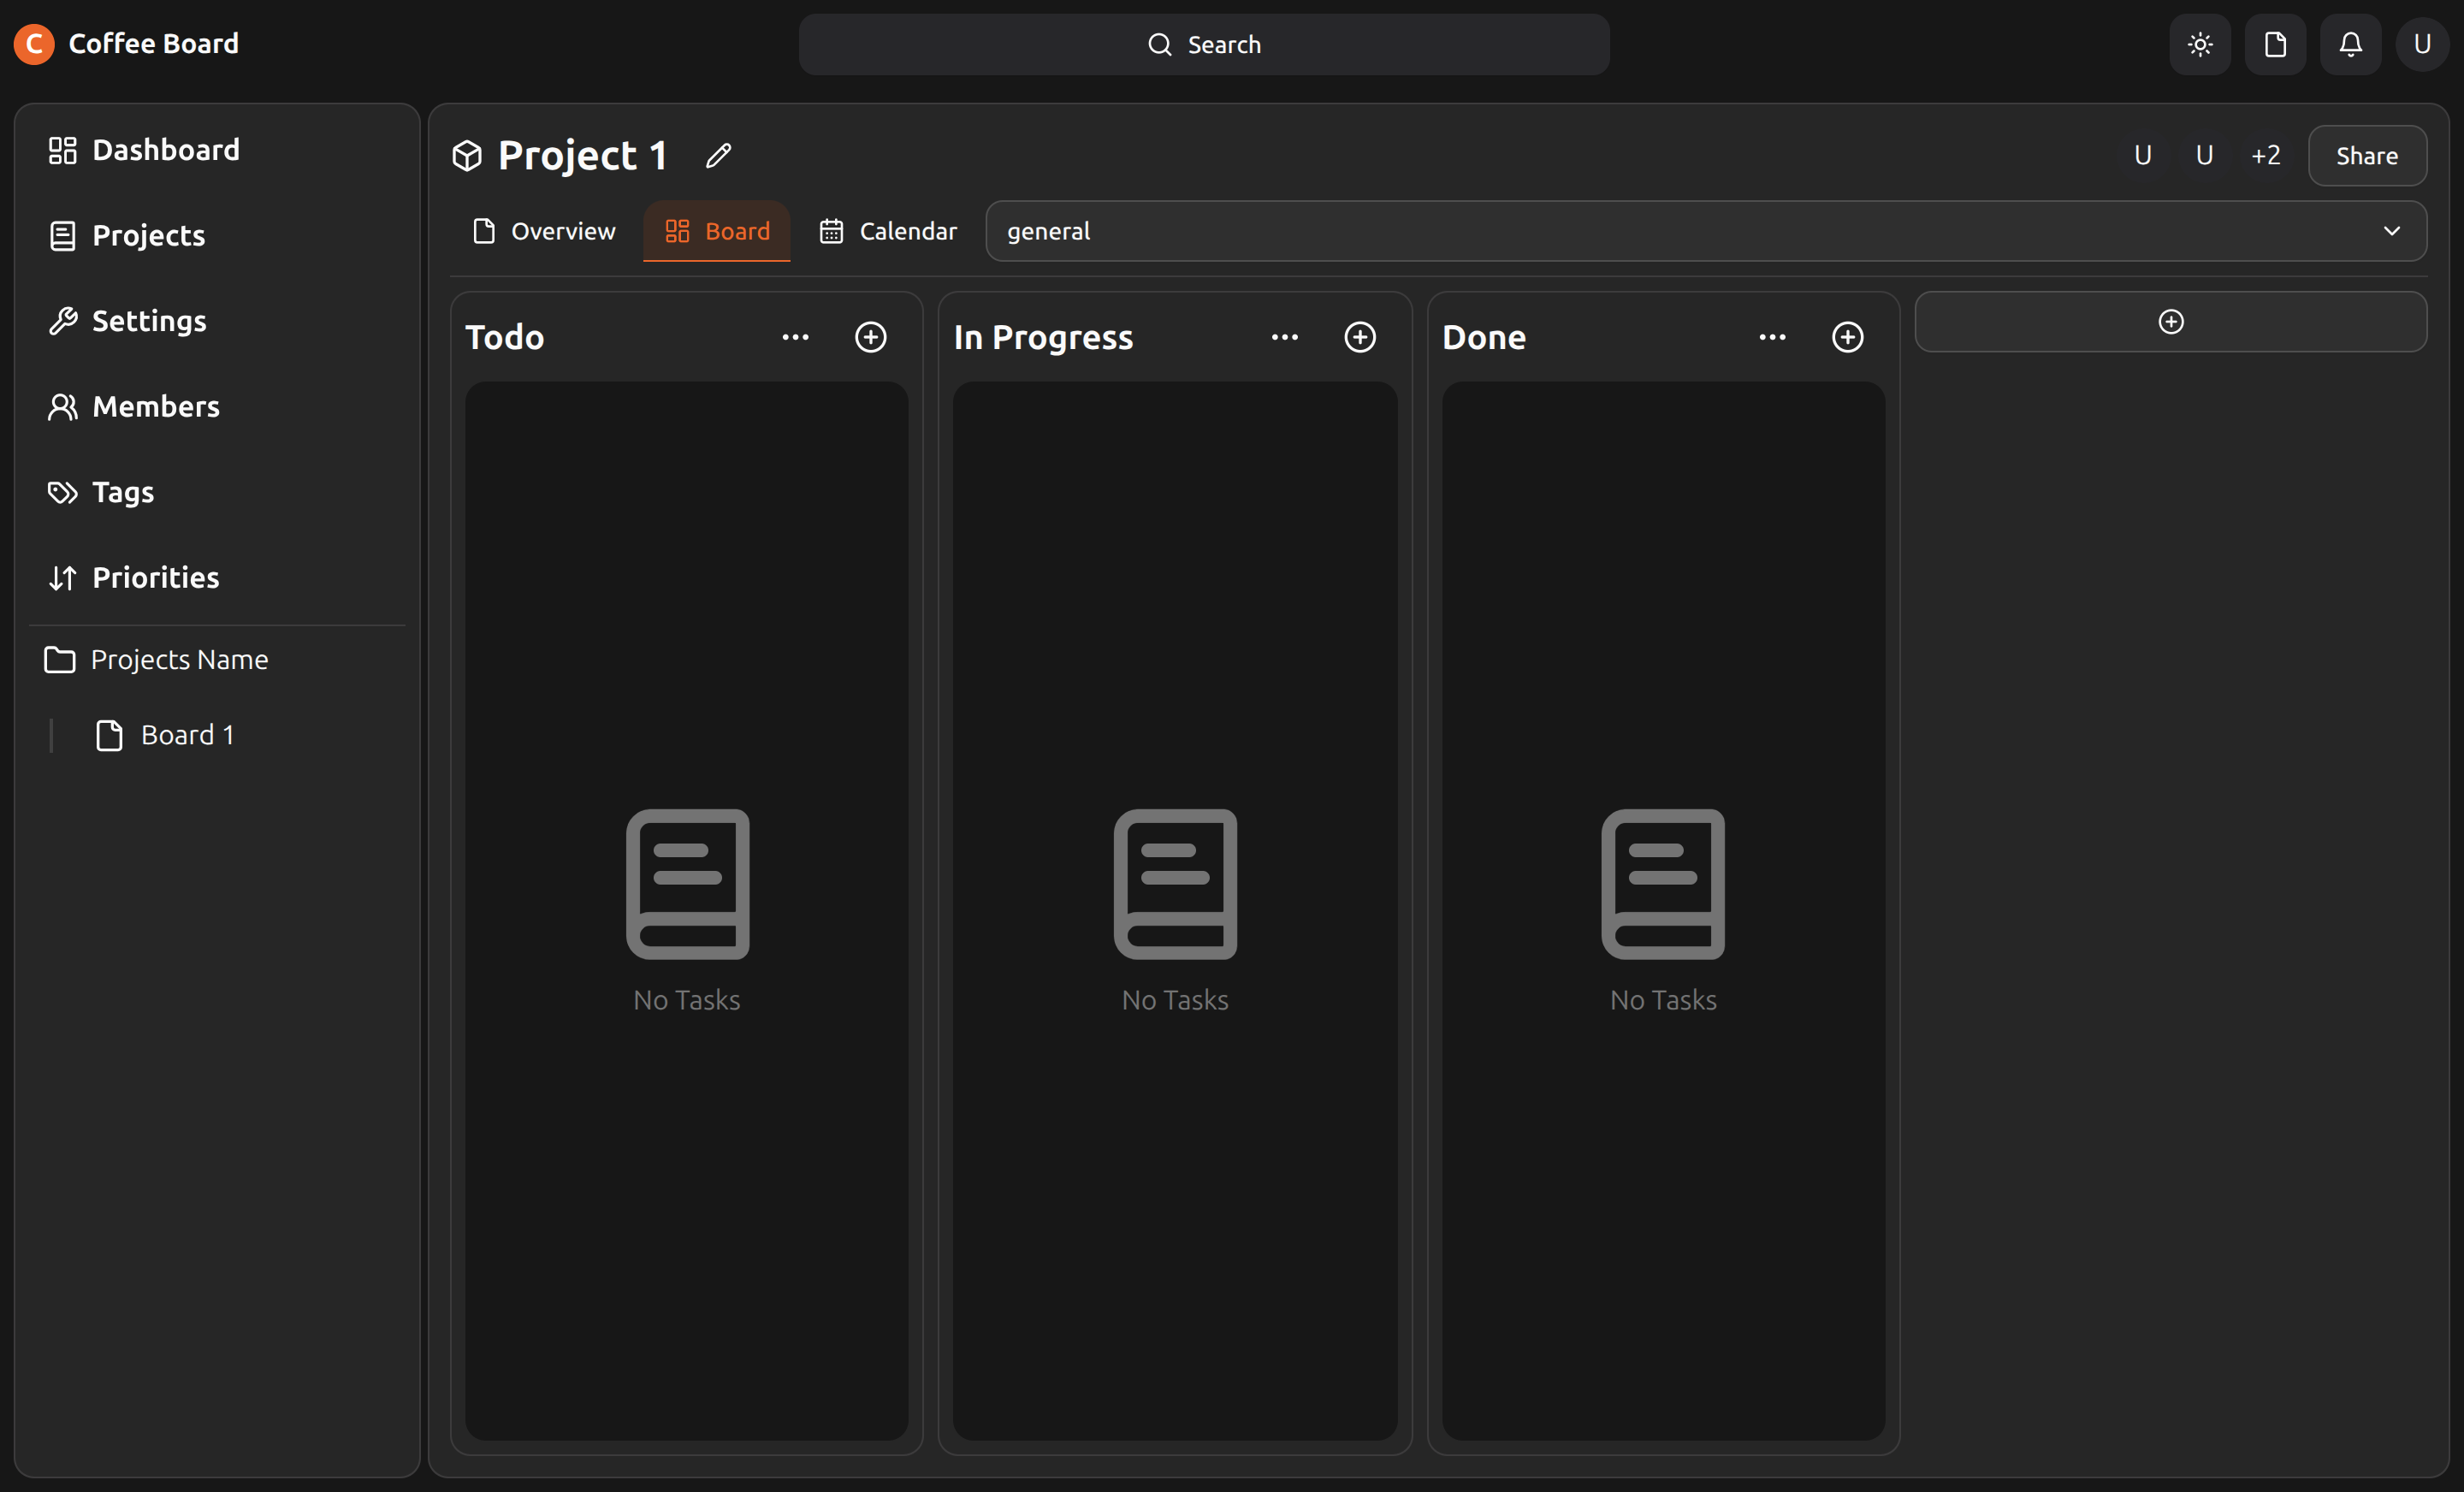 C Coffee Board
Search
U
Dashboard
Projects
Settings
Members
Tags
Priorities
Projects Name
Board 1
Project 1
U U +2 Share
Overview Board Calendar general
Todo
No Tasks
In Progress
No Tasks
Done
No Tasks